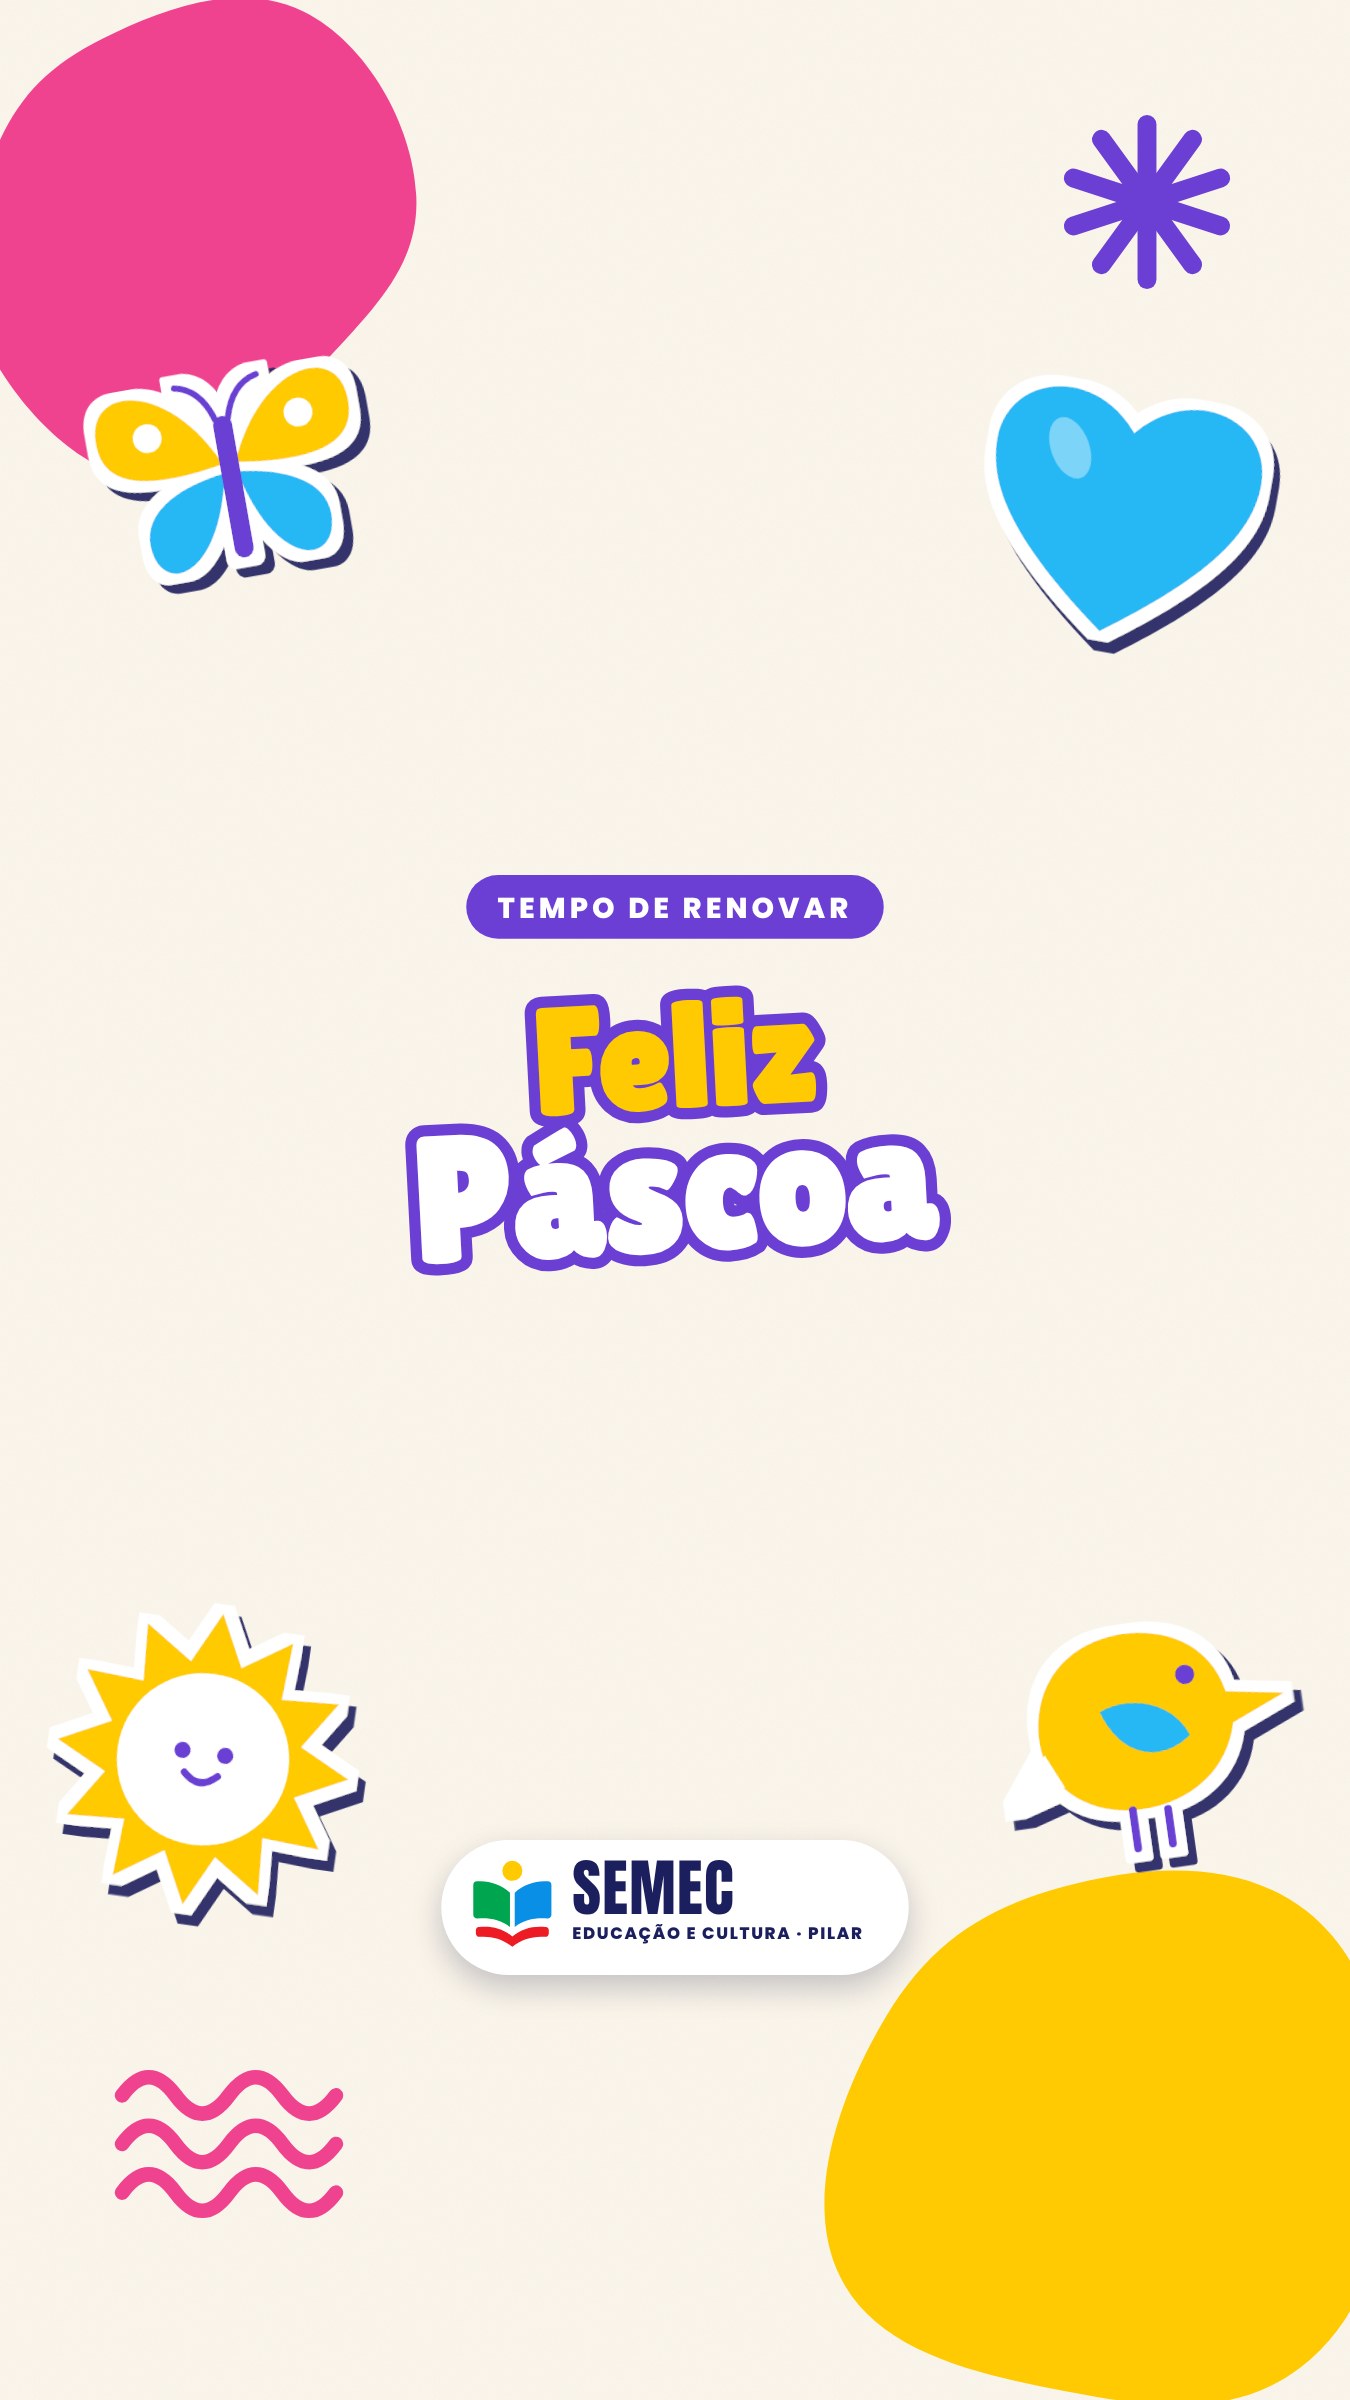 TEMPO DE RENOVAR
Feliz
Páscoa
SEMEC
EDUCAÇÃO E CULTURA · PILAR